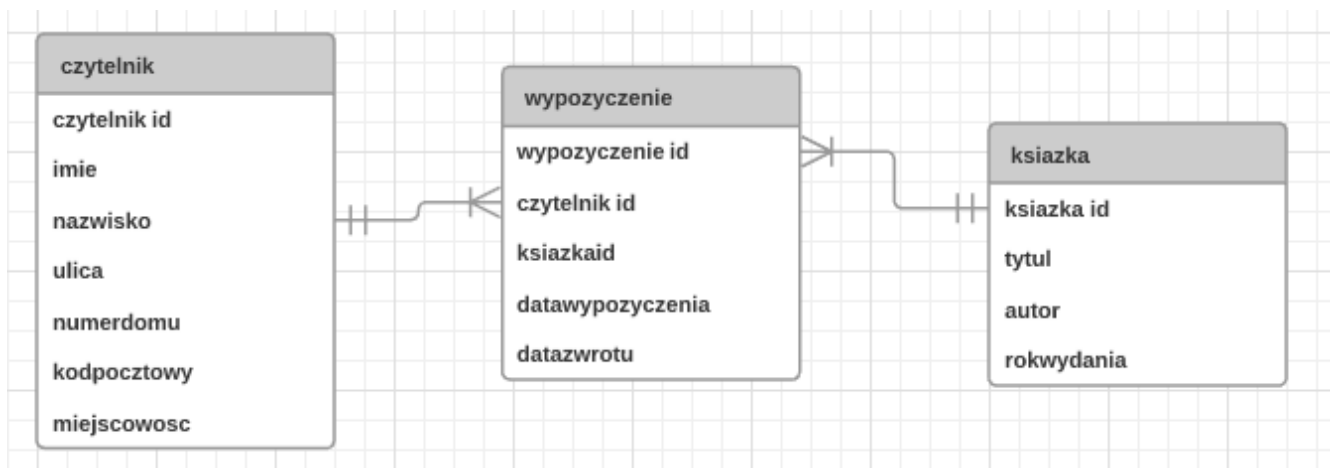 czytelnik
czytelnik id
imie
nazwisko
ulica
numerdomu
kodpocztowy
miejscowosc
wypozyczenie
wypozyczenie id
czytelnik id
ksiazkaid
datawypozyczenia
datazwrotu
ksiazka
ksiazka id
tytul
autor
rokwydania